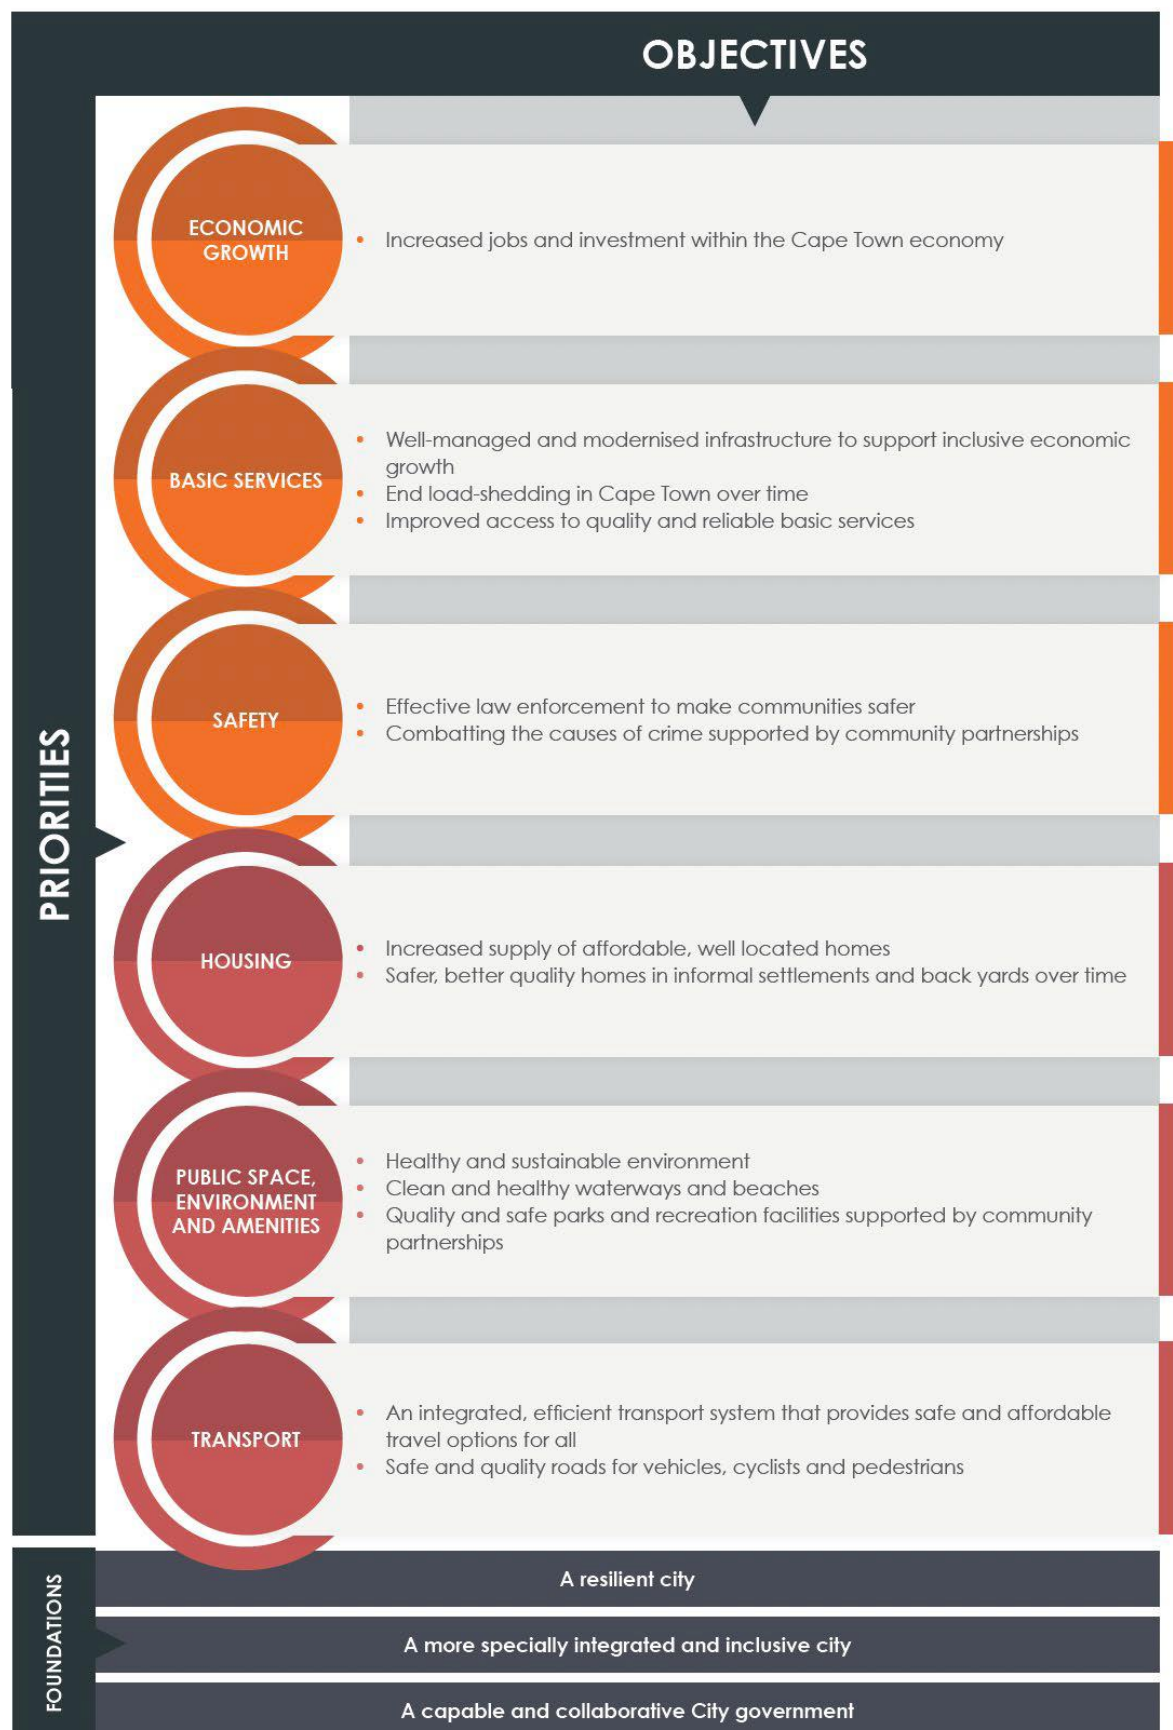 OBJECTIVES
PRIORITIES
ECONOMIC
GROWTH
• Increased jobs and investment within the Cape Town economy
BASIC SERVICES
• Well-managed and modernised infrastructure to support inclusive economic
growth
• End load-shedding in Cape Town over time
• Improved access to quality and reliable basic services
SAFETY
• Effective law enforcement to make communities safer
• Combatting the causes of crime supported by community partnerships
HOUSING
• Increased supply of affordable, well located homes
• Safer, better quality homes in informal settlements and back yards over time
PUBLIC SPACE,
ENVIRONMENT
AND AMENITIES
• Healthy and sustainable environment
• Clean and healthy waterways and beaches
• Quality and safe parks and recreation facilities supported by community
partnerships
TRANSPORT
• An integrated, efficient transport system that provides safe and affordable
travel options for all
• Safe and quality roads for vehicles, cyclists and pedestrians
FOUNDATIONS
A resilient city
A more specially integrated and inclusive city
A capable and collaborative City government